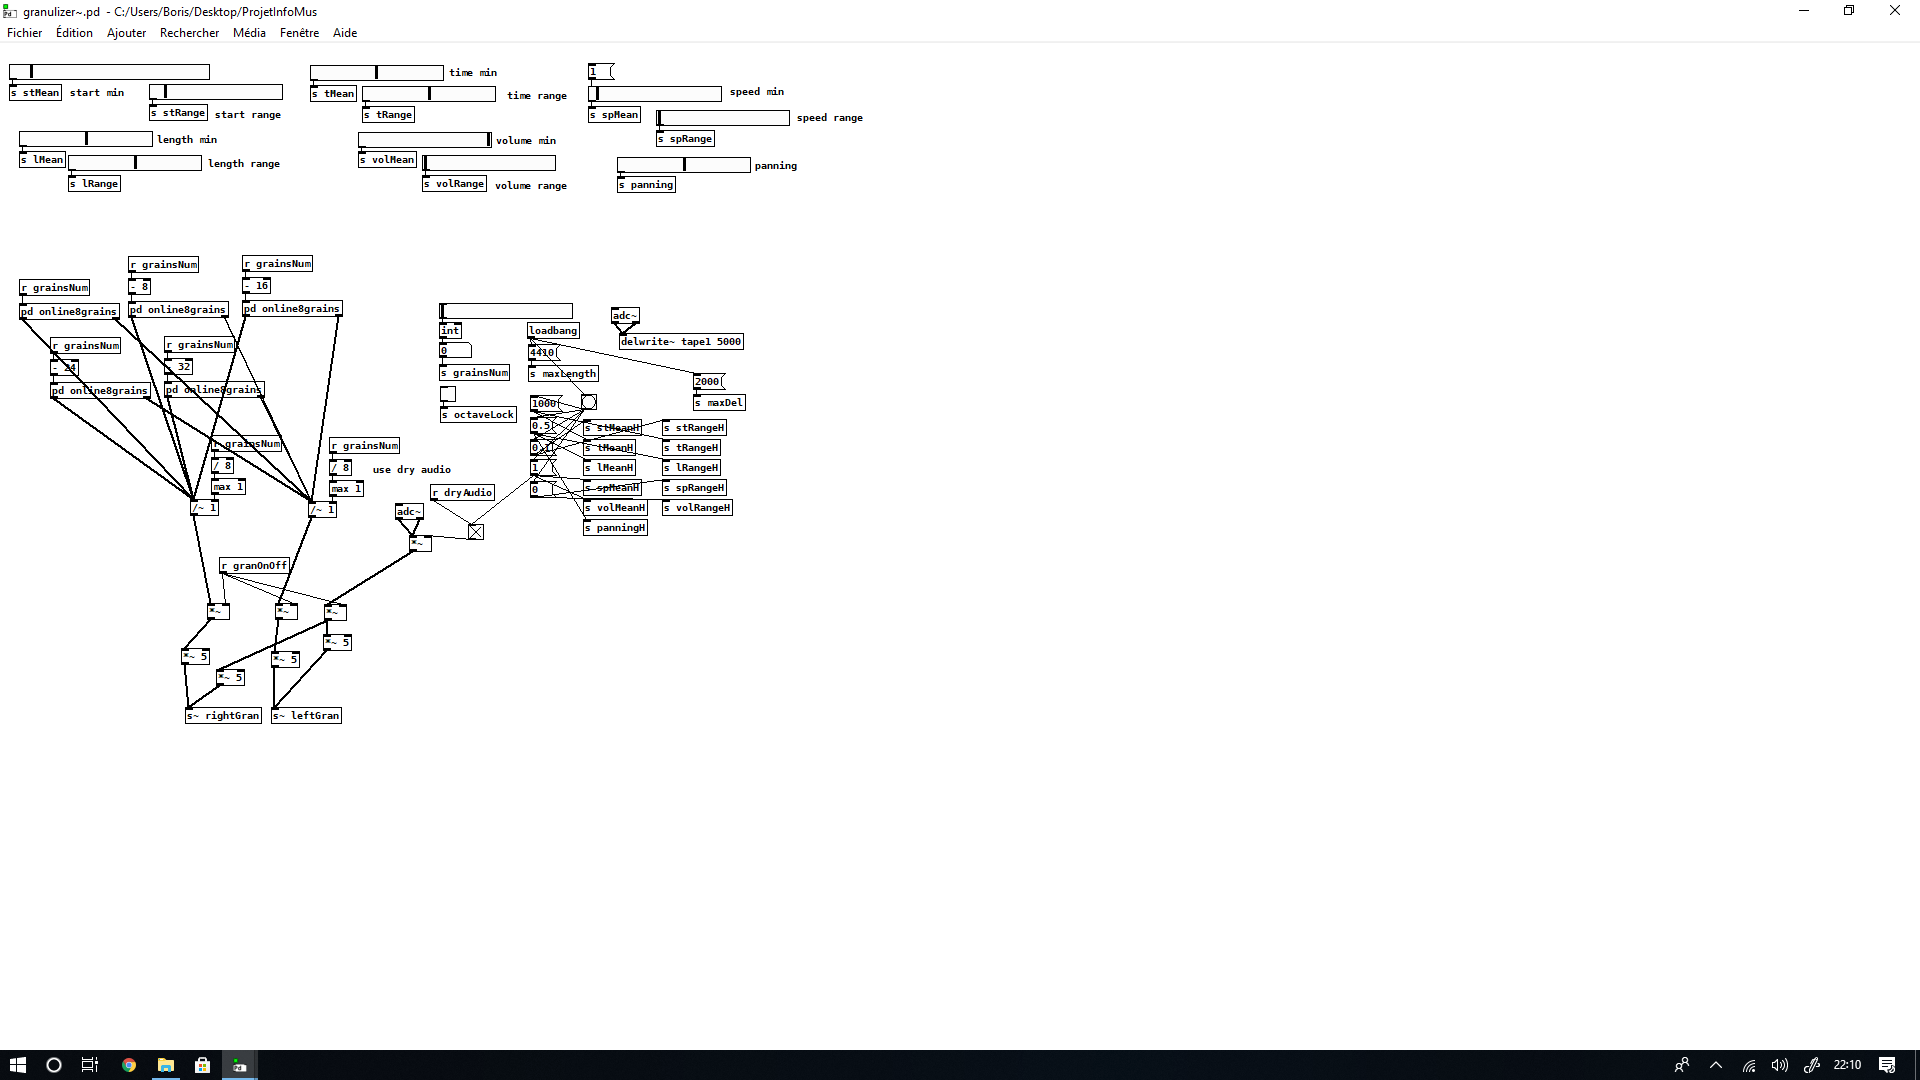 granulizer~.pd - C:/Users/Boris/Desktop/ProjetInfoMus
Fichier Édition Ajouter Rechercher Média Fenêtre Aide
s stMean
start min
s stRange
start range
length min
s lMean
length range
s lRange
time min
s tMean
time range
s tRange
volume min
s volMean
s volRange
volume range
1
speed min
s spMean
speed range
s spRange
panning
s panning
r grainsNum
pd online8grains
r grainsNum
- 8
pd online8grains
r grainsNum
- 16
pd online8grains
r grainsNum
- 24
pd online8grains
r grainsNum
32
pd online8grains
r grainsNum
/ 8
max 1
/~ 1
r grainsNum
/ 8
max 1
/~ 1
use dry audio
r dryAudio
adc~
*~
r granOnOff
*~
*~
*~
*~ 5
*~ 5
*~ 5
*~ 5
s~ rightGran
s~ leftGran
int
0
s grainsNum
s octaveLock
loadbang
4410
s maxLength
adc~
delwrite~ tape1 5000
2000
s maxDel
1000
0.5
1
0
s stMeanH
s stRangeH
s tMeanH
s tRangeH
s lMeanH
s lRangeH
s spMeanH
s spRangeH
s volMeanH
s volRangeH
s panningH
22:10